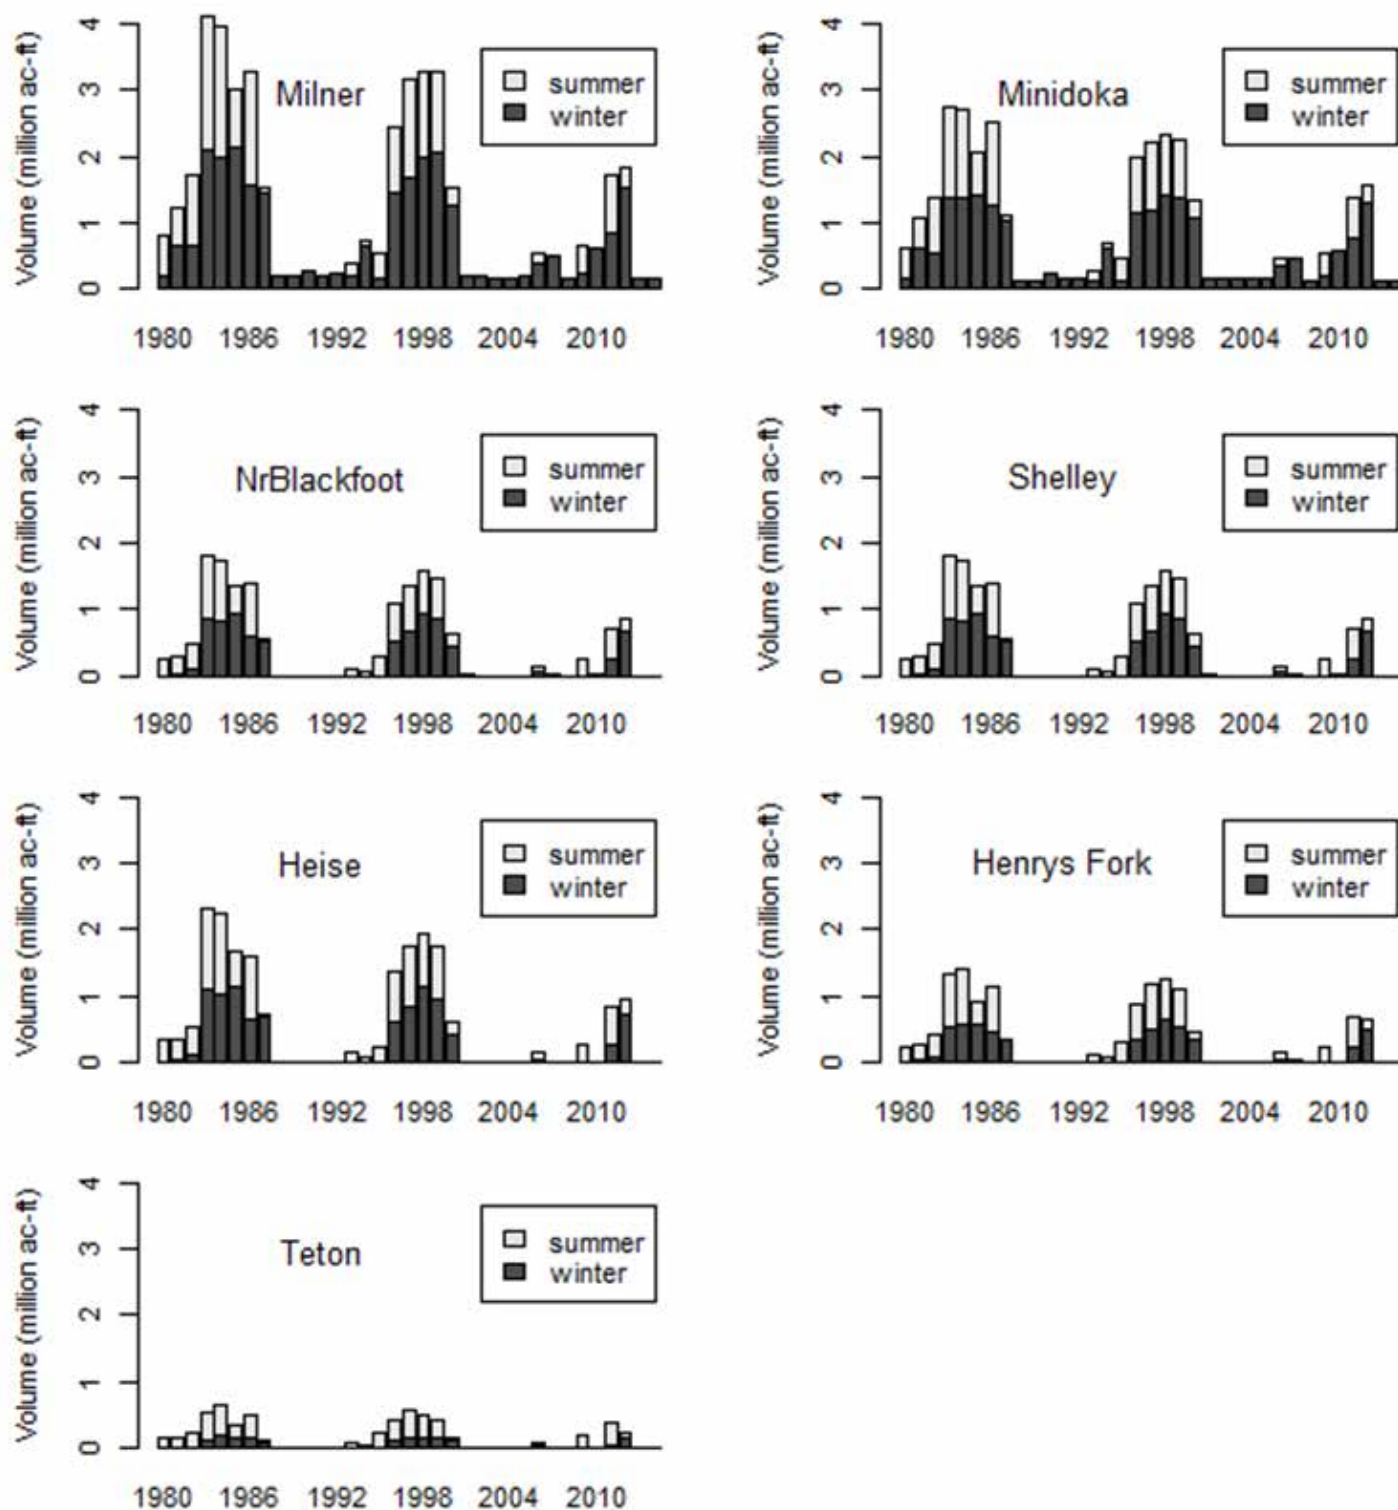 Volume (million ac-ft)
4
3
2
1
0
Milner
summer
winter
1980 1986 1992 1998 2004 2010
Volume (million ac-ft)
4
3
2
1
0
Minidoka
summer
winter
1980 1986 1992 1998 2004 2010
Volume (million ac-ft)
4
3
2
1
0
NrBlackfoot
summer
winter
1980 1986 1992 1998 2004 2010
Volume (million ac-ft)
4
3
2
1
0
Shelley
summer
winter
1980 1986 1992 1998 2004 2010
Volume (million ac-ft)
4
3
2
1
0
Heise
summer
winter
1980 1986 1992 1998 2004 2010
Volume (million ac-ft)
4
3
2
1
0
Henrys Fork
summer
winter
1980 1986 1992 1998 2004 2010
Volume (million ac-ft)
4
3
2
1
0
Teton
summer
winter
1980 1986 1992 1998 2004 2010